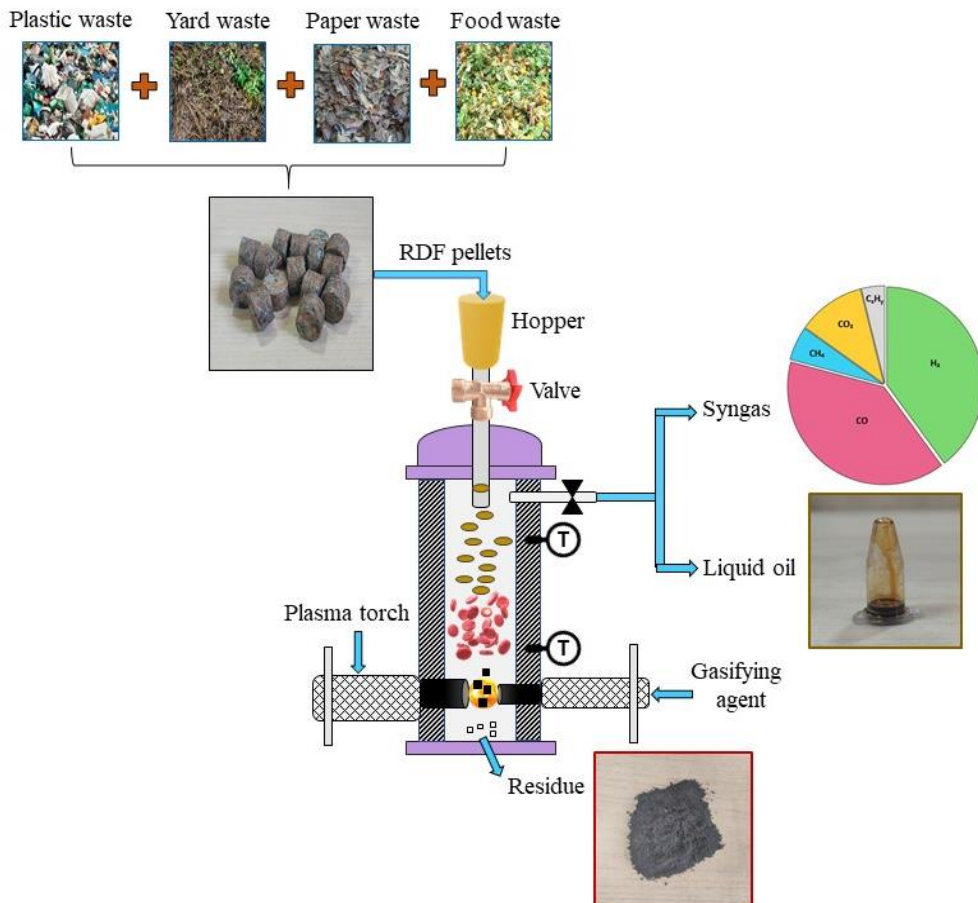 Plastic waste
Yard waste
Paper waste
Food waste
RDF pellets
Hopper
Valve
Syngas
CₓHᵧ
CO₂
CH₄
H₂
CO
T
Liquid oil
Plasma torch
T
Gasifying
agent
Residue